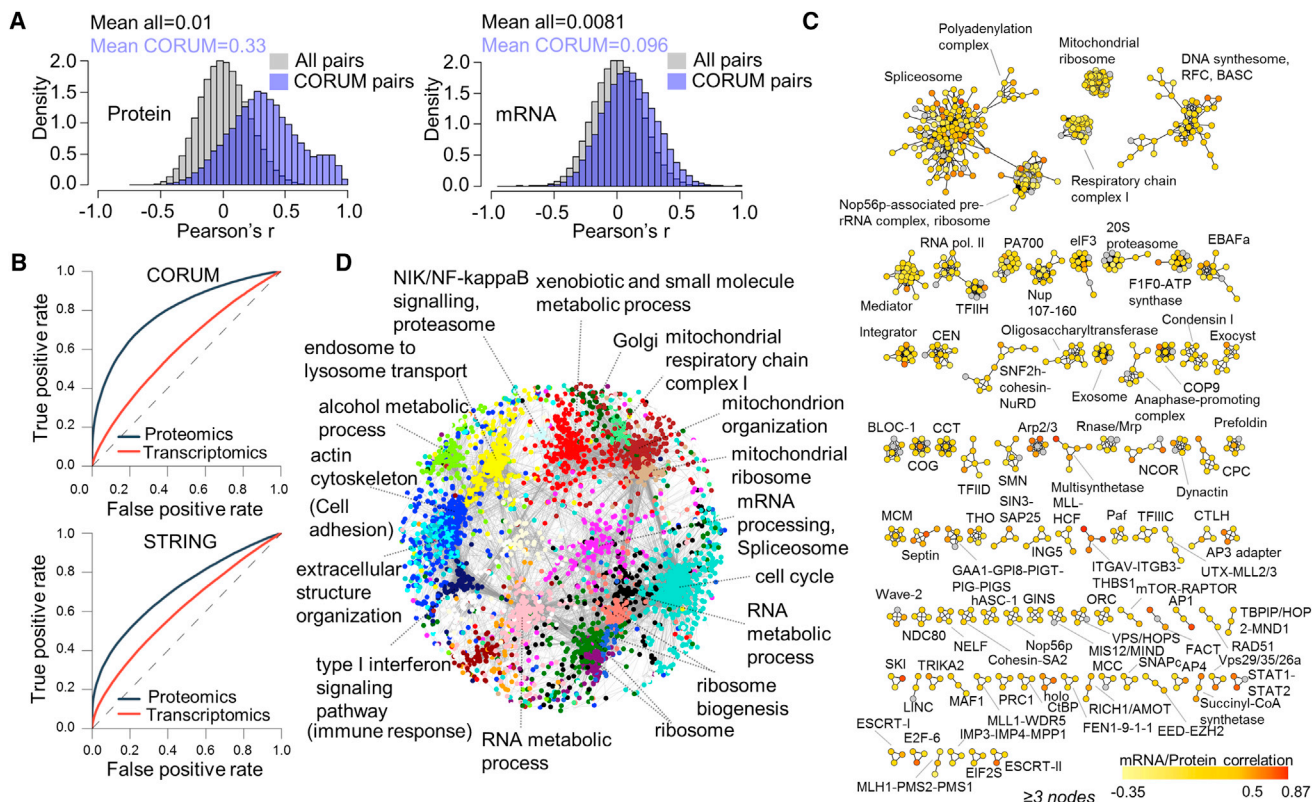 A
Mean all=0.01
Mean CORUM=0.33
All pairs
CORUM pairs
Density
2.0
1.5
1.0
0.5
0.0
Protein
-1.0
0
0.5
1.0
Pearson's r
Mean all=0.0081
Mean CORUM=0.096
All pairs
CORUM pairs
Density
2.0
1.5
1.0
0.5
0.0
mRNA
-1.0
-0.5
0
0.5
1.0
Pearson's r
B
CORUM
True positive rate
1.0
0.8
0.6
0.4
0.2
0.0
Proteomics
Transcriptomics
0.0
0.2
0.4
0.6
0.8
1.0
False positive rate
STRING
True positive rate
1.0
0.8
0.6
0.4
0.2
0.0
Proteomics
Transcriptomics
0.0
0.2
0.4
0.6
0.8
1.0
False positive rate
D
NIK/NF-kappaB
signalling,
proteasome
xenobiotic and small molecule
metabolic process
endosome to
lysosome transport
Golgi
mitochondrial
respiratory chain
complex I
alcohol metabolic
process
mitochondrion
organization
actin
cytoskeleton
(Cell
adhesion)
mitochondrial
ribosome
mRNA
processing,
Spliceosome
extracellular
structure
organization
cell cycle
RNA
metabolic
process
type I interferon
signaling
pathway
(immune response)
ribosome
biogenesis
ribosome
RNA metabolic
process
C
Polyadenylation
complex
Mitochondrial
ribosome
DNA synthesome,
RFC, BASC
Spliceosome
Respiratory chain
complex I
Nop56p-associated pre-
rRNA complex, ribosome
RNA pol. II
PA700
eIF3
20S
proteasome
EBAFa
Mediator
TFIIH
Nup
107-160
F1F0-ATP
synthase
Integrator
CEN
Oligosaccharyltransferase
Condensin I
Exocyst
SNF2h-
cohesin-
NuRD
Exosome
COP9
Anaphase-promoting
complex
BLOC-1
CCT
Arp2/3
Rnase/Mrp
Prefoldin
COG
TFIID
SMN
Multisynthetase
NCOR
Dynactin
CPC
MCM
THO
SIN3-
SAP25
MLL-
HCF
Paf
TFIIIC
CTLH
Septin
ING5
AP3 adapter
GAA1-GPI8-PIGT-
PIG-PIGS
ITGAV-ITGB3-
THBS1
UTX-MLL2/3
Wave-2
hASC-1
GINS
ORC
mTOR-RAPTOR
AP1
TBPIP/HOP
2-MND1
NDC80
NELF
Nop56p
Cohesin-SA2
VPS/HOPS
MIS12/MIND
FACT
RAD51
SKI
TRIKA2
MCC
SNAPc
AP4
Vps29/35/26a
STAT1-
STAT2
LINC
MAF1
PRC1
holo
CtBP
RICH1/AMOT
Succinyl-CoA
synthetase
MLL1-WDR5
FEN1-9-1-1
EED-EZH2
ESCRT-I
E2F-6
IMP3-IMP4-MPP1
MLH1-PMS2-PMS1
EIF2S
ESCRT-II
mRNA/Protein correlation
≥3 nodes
-0.35
0.5
0.87